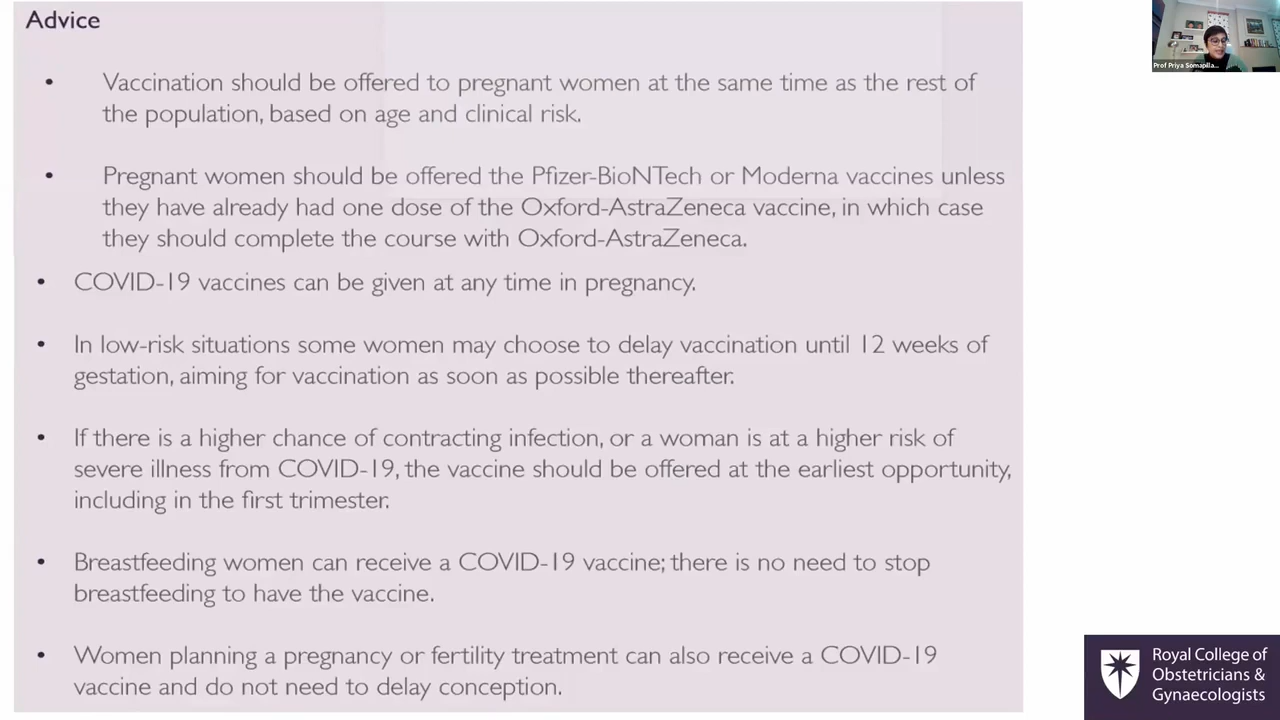 Advice
• Vaccination should be offered to pregnant women at the same time as the rest of
the population, based on age and clinical risk.
• Pregnant women should be offered the Pfizer-BioNTech or Moderna vaccines unless
they have already had one dose of the Oxford-AstraZeneca vaccine, in which case
they should complete the course with Oxford-AstraZeneca.
• COVID-19 vaccines can be given at any time in pregnancy.
• In low-risk situations some women may choose to delay vaccination until 12 weeks of
gestation, aiming for vaccination as soon as possible thereafter.
• If there is a higher chance of contracting infection, or a woman is at a higher risk of
severe illness from COVID-19, the vaccine should be offered at the earliest opportunity,
including in the first trimester.
• Breastfeeding women can receive a COVID-19 vaccine; there is no need to stop
breastfeeding to have the vaccine.
• Women planning a pregnancy or fertility treatment can also receive a COVID-19
vaccine and do not need to delay conception.
Prof Priya Somapilla...
Royal College of
Obstetricians &
Gynaecologists